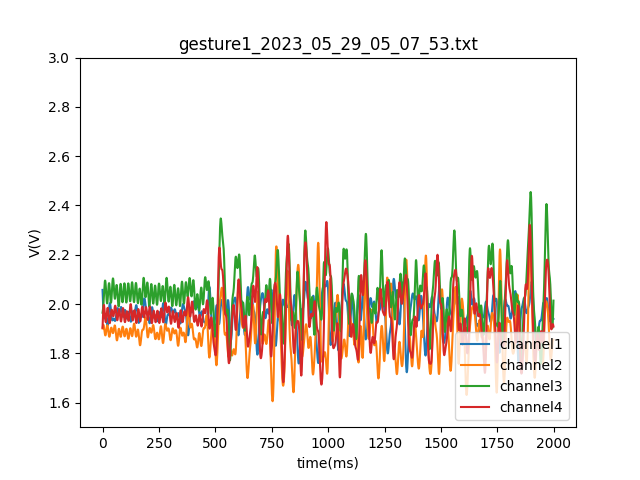 gesture1_2023_05_29_05_07_53.txt
3.0
2.8
2.6
2.4
2.2
2.0
1.8
1.6
V(V)
channel1
channel2
channel3
channel4
0 250 500 750 1000 1250 1500 1750 2000
time(ms)